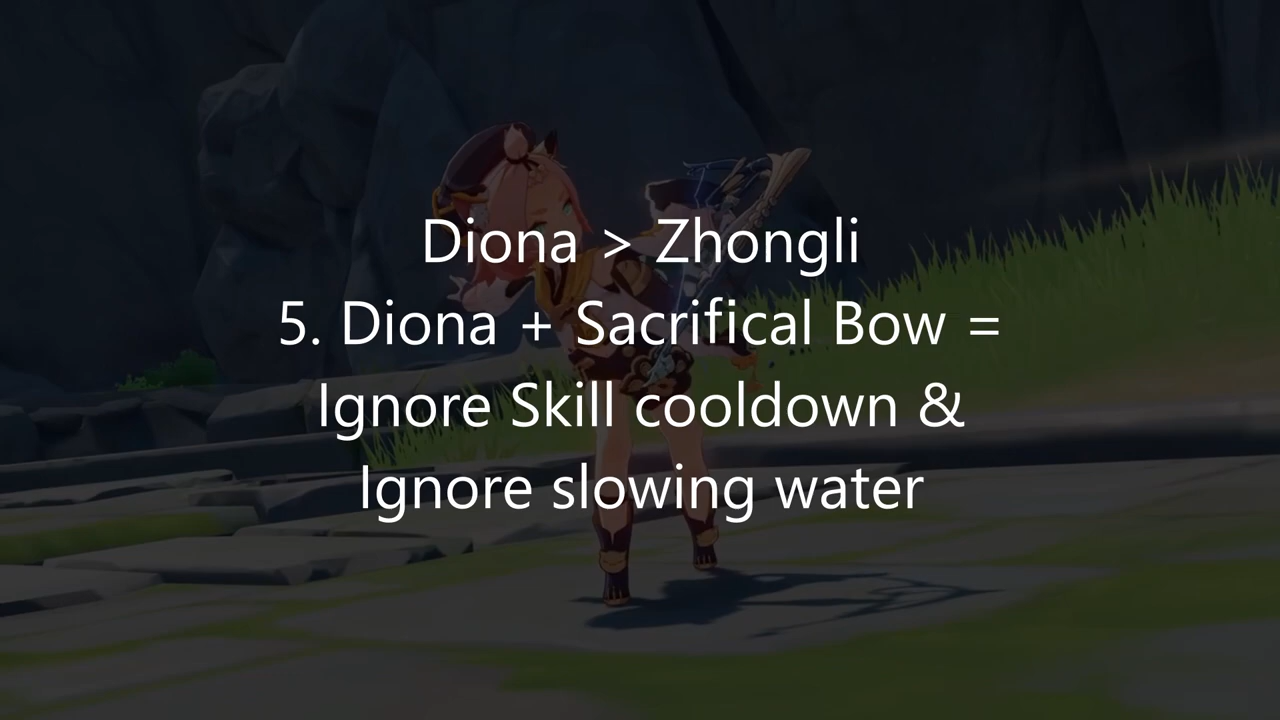 Diona > Zhongli
5. Diona + Sacrifical Bow =
Ignore Skill cooldown &
Ignore slowing water